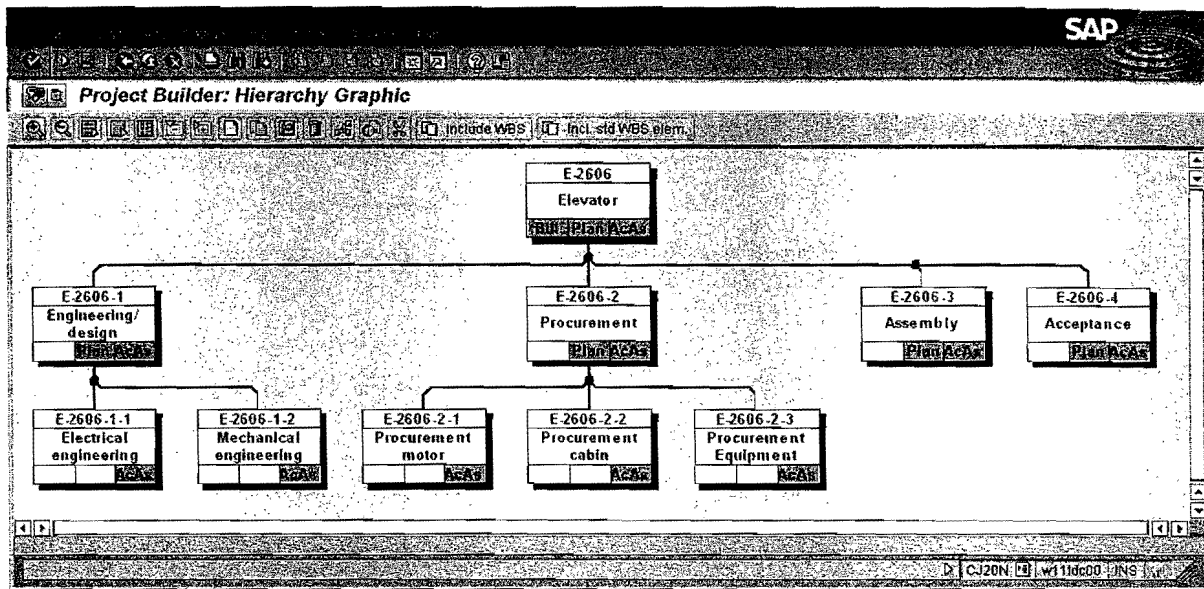 SAP
Project Builder: Hierarchy Graphic
Include WBS Incl. std WBS elem.
E-2606
Elevator
Bill Plan AcAs
E-2606-1 E-2606-2 E-2606-3 E-2606-4
Engineering/
design Procurement Assembly Acceptance
Plan AcAs Plan AcAs Plan AcAs Plan AcAs
E-2606-1-1 E-2606-1-2 E-2606-2-1 E-2606-2-2 E-2606-2-3
Electrical Mechanical Procurement Procurement Procurement
engineering engineering motor cabin Equipment
AcAs AcAs AcAs AcAs AcAs
CJ20N w11tdc00 INS